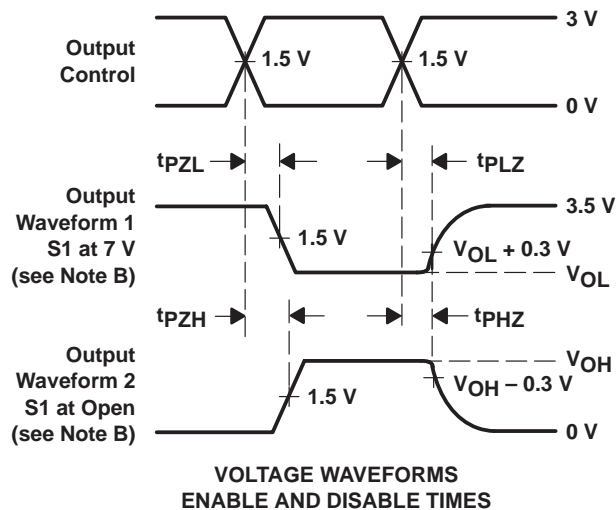 3 V
Output
Control
1.5 V
1.5 V
0 V
tPZL
tPLZ
Output
Waveform 1
S1 at 7 V
(see Note B)
3.5 V
1.5 V
VOL + 0.3 V
VOL
tPZH
tPHZ
Output
Waveform 2
S1 at Open
(see Note B)
VOH
1.5 V
VOH – 0.3 V
0 V
VOLTAGE WAVEFORMS
ENABLE AND DISABLE TIMES